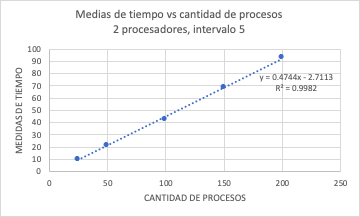 Medias de tiempo vs cantidad de procesos
2 procesadores, intervalo 5
MEDIDAS DE TIEMPO
100
90
80
70
60
50
40
30
20
10
0
y = 0.4744x - 2.7113
R² = 0.9982
0 50 100 150 200 250
CANTIDAD DE PROCESOS